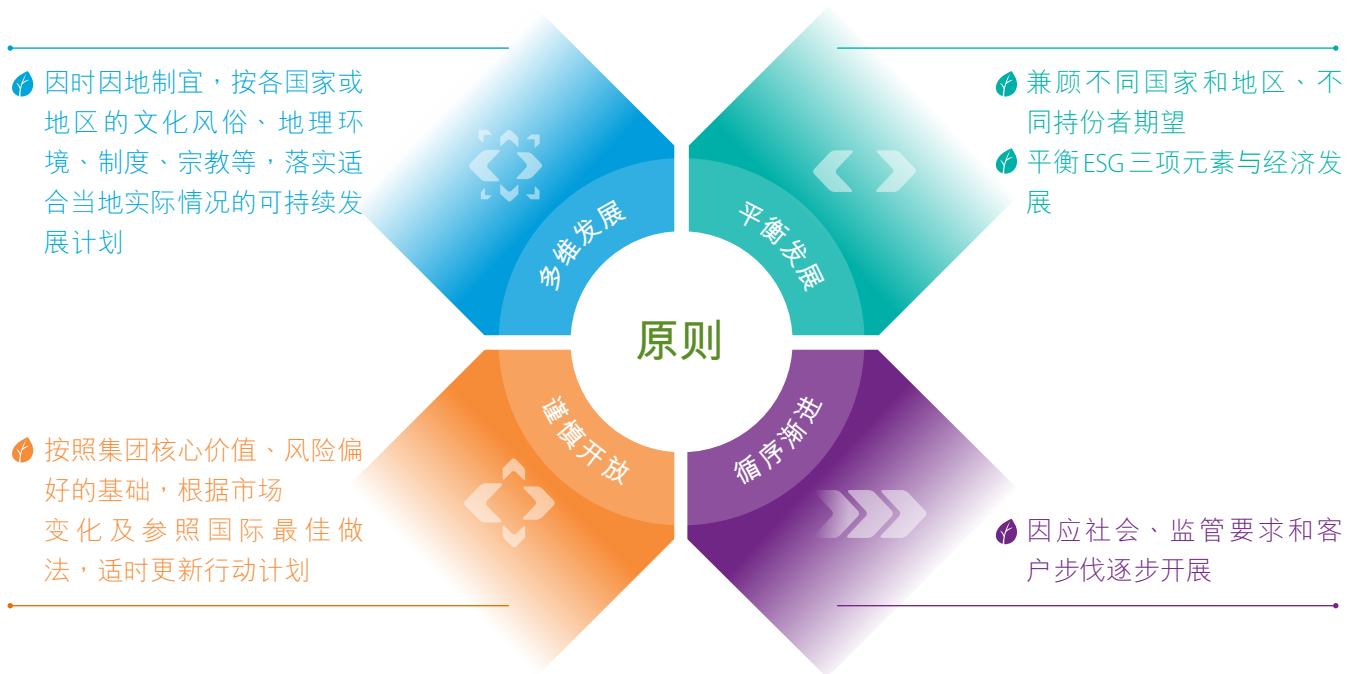 因时因地制宜，按各国家或
地区的文化风俗、地理环
境、制度、宗教等，落实适
合当地实际情况的可持续发
展计划
多维发展
平衡发展
兼顾不同国家和地区、不
同持份者期望
平衡ESG三项元素与经济发
展
原则
按照集团核心价值、风险偏
好的基础，根据市场
变化及参照国际最佳做
法，适时更新行动计划
谨慎开放
循序渐进
因应社会、监管要求和客
户步伐逐步开展